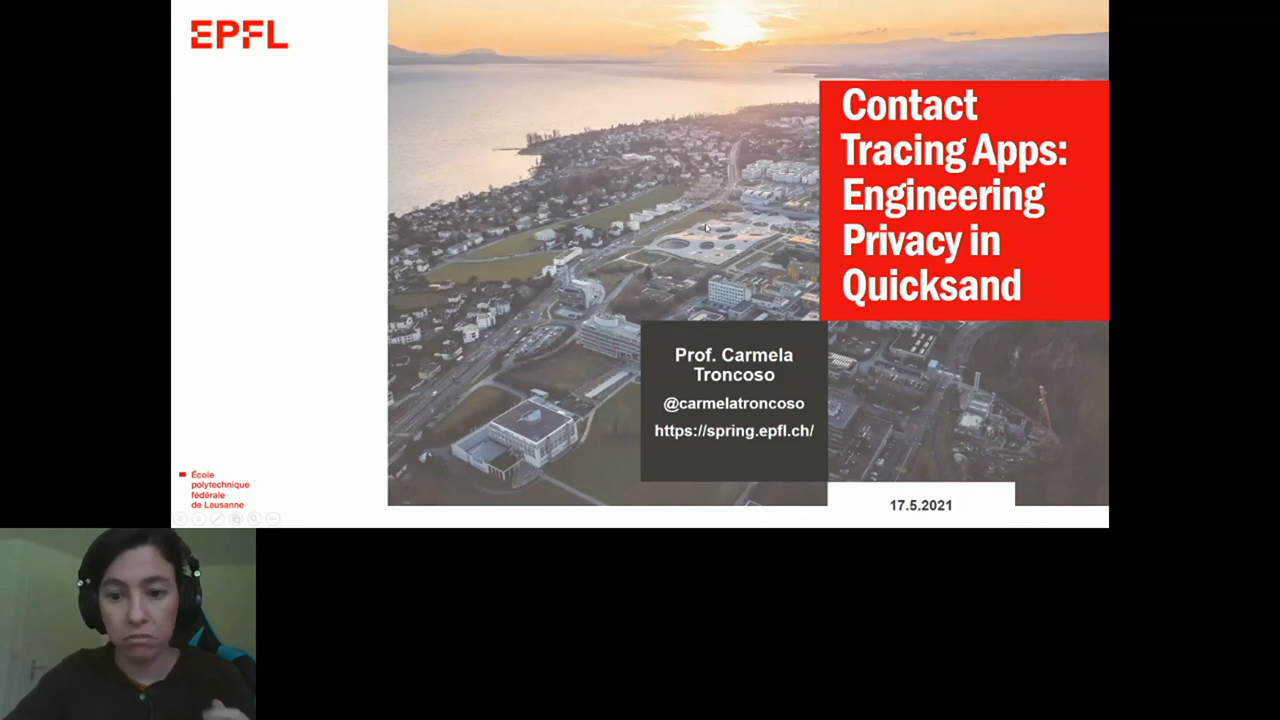 EPFL
Contact
Tracing Apps:
Engineering
Privacy in
Quicksand
Prof. Carmela
Troncoso
@carmelatroncoso
https://spring.epfl.ch/
École
polytechnique
fédérale
de Lausanne
17.5.2021